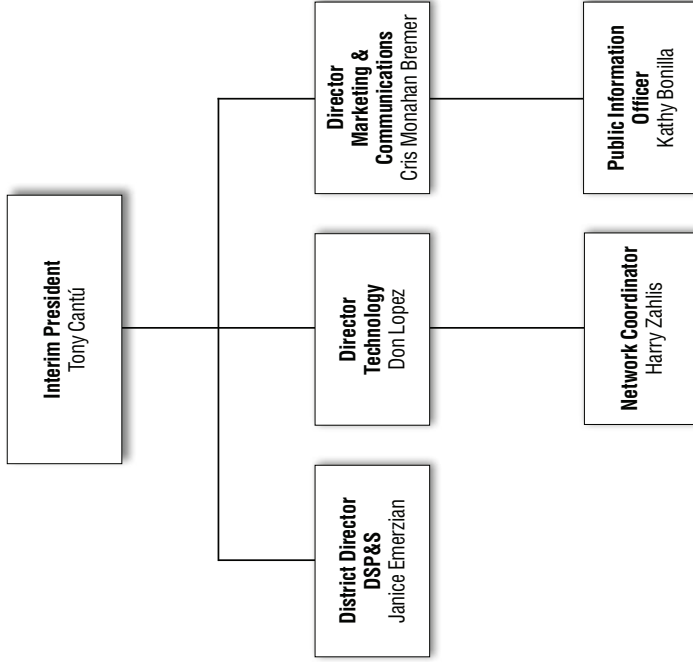 Interim President
Tony Cantú
District Director
DSP&S
Janice Emerzian
Director
Technology
Don Lopez
Director
Marketing &
Communications
Cris Monahan Bremer
Network Coordinator
Harry Zahlis
Public Information
Officer
Kathy Bonilla